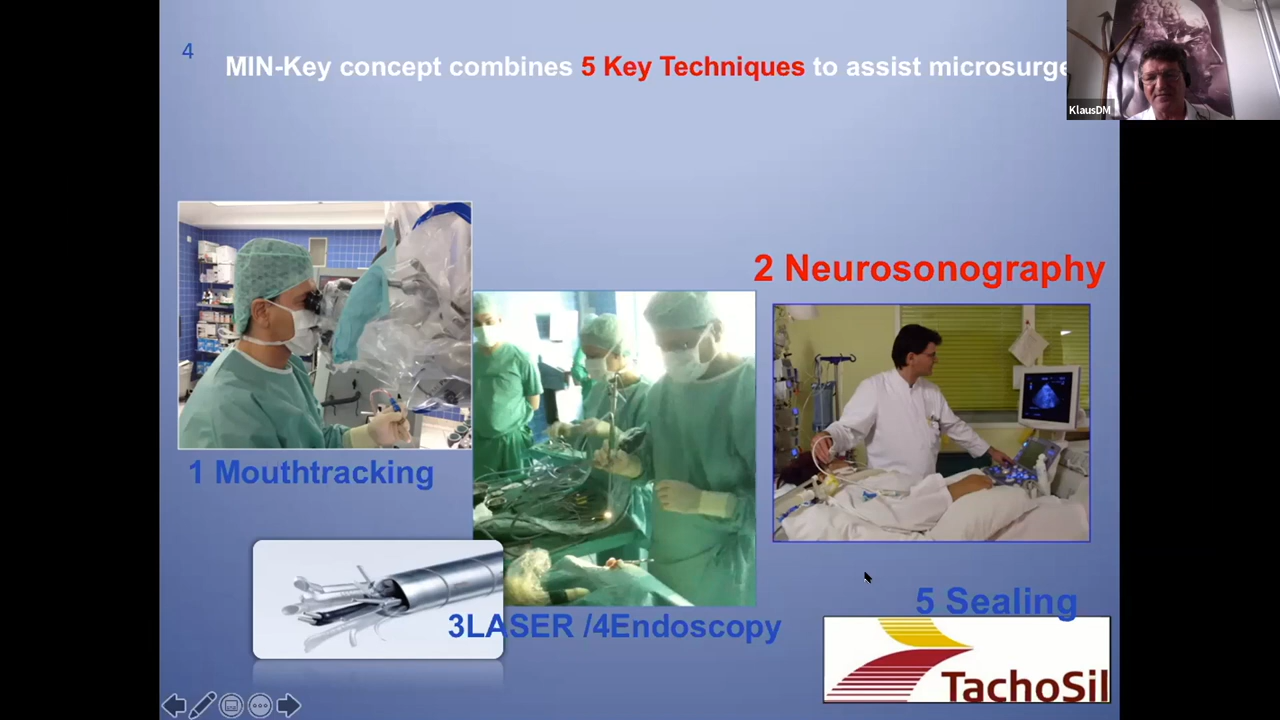 4
MIN-Key concept combines 5 Key Techniques to assist microsurge
KlausDM
2 Neurosonography
1 Mouthtracking
3LASER /4Endoscopy
5 Sealing
TachoSil